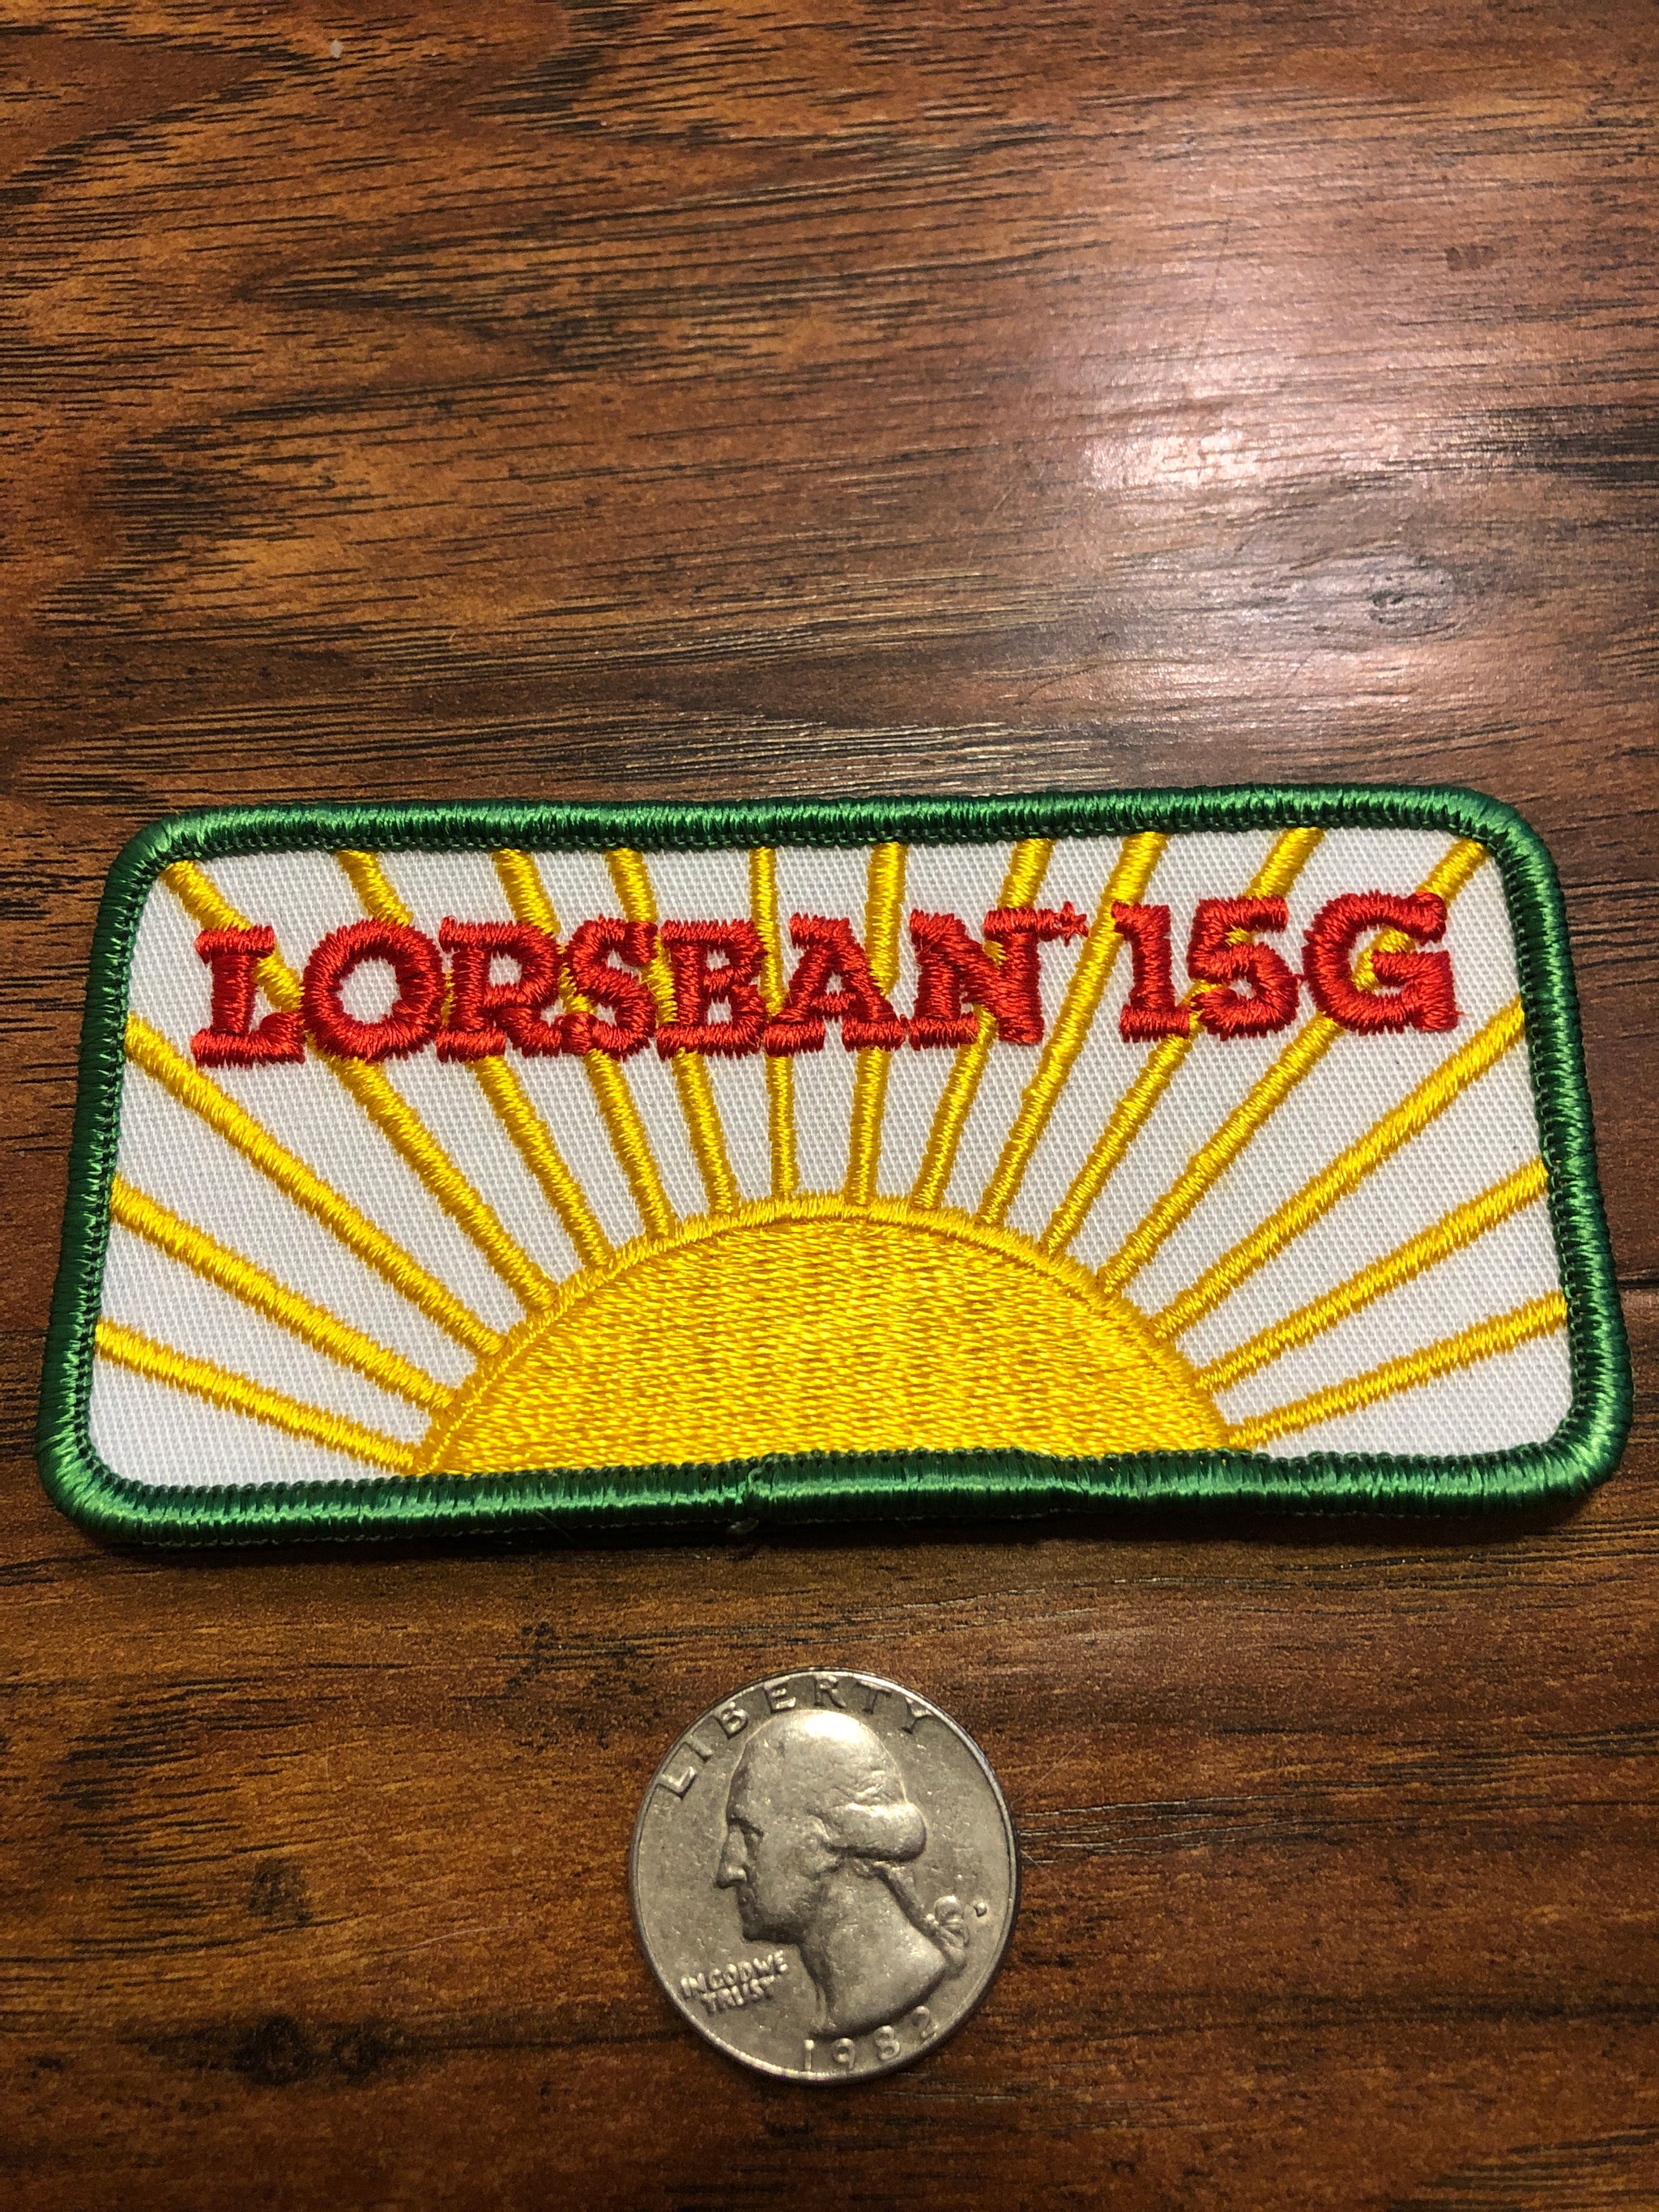 LORSBAN* 15G
LIBERTY
IN GOD WE
TRUST
1982